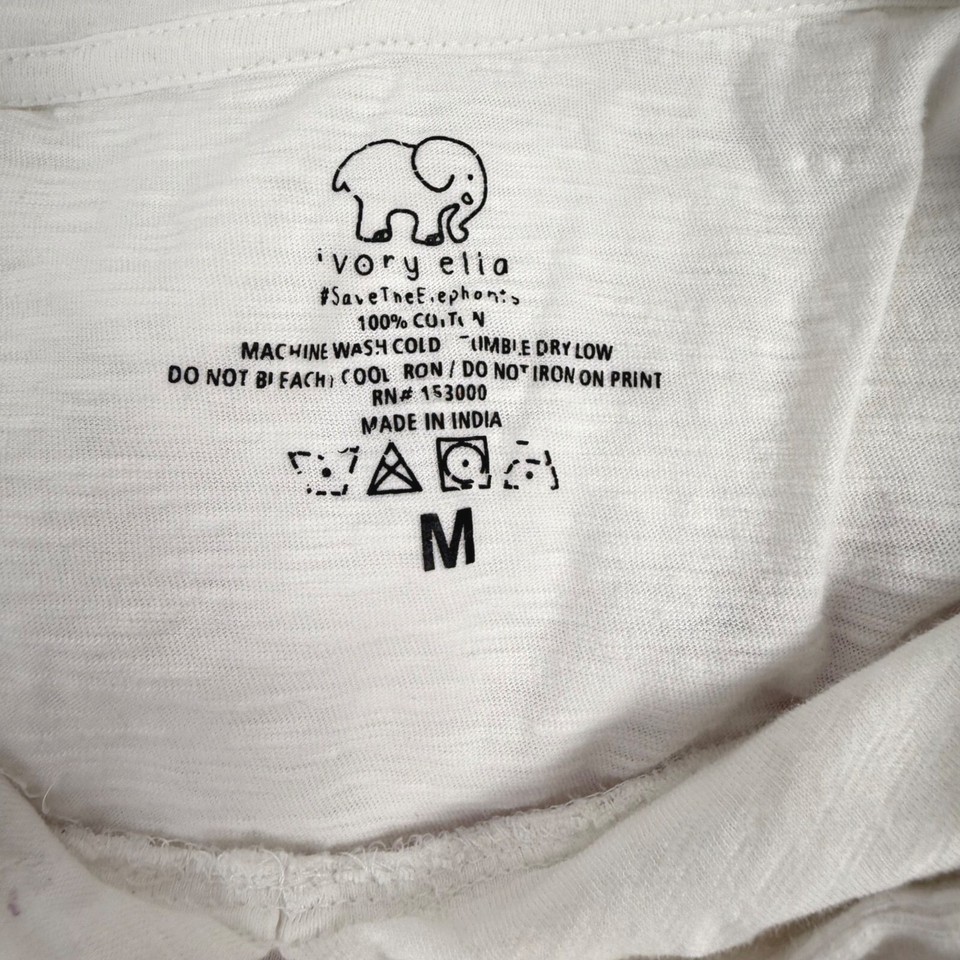 ivory ella
#SaveTheElephants
100% COTTON
MACHINE WASH COLD TUMBLE DRY LOW
DO NOT BLEACH / COOL IRON / DO NOT IRON ON PRINT
RN# 153000
MADE IN INDIA
M